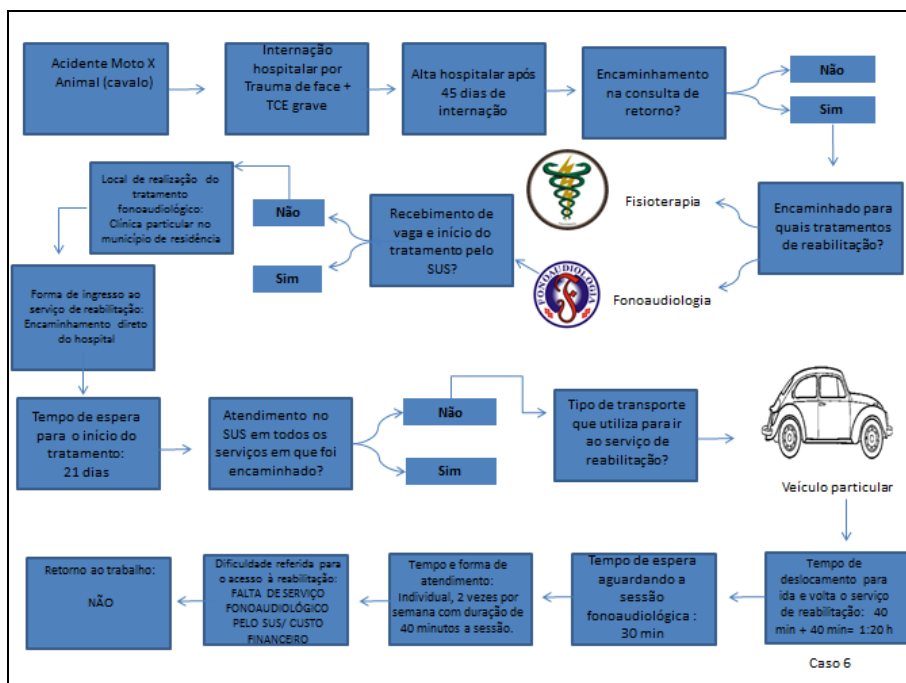 Acidente Moto X
Animal (cavalo)
Internação
hospitalar por
Trauma de face +
TCE grave
Alta hospitalar após
45 dias de
internação
Encaminhamento
na consulta de
retorno?
Não
Sim
Encaminhado para
quais tratamentos
de reabilitação?
Fisioterapia
FONOAUDIOLOGIA
Fonoaudiologia
Recebimento de
vaga e início do
tratamento pelo
SUS?
Não
Sim
Local de realização do
tratamento
fonoaudiológico:
Clínica particular no
município de residência
Forma de ingresso ao
serviço de reabilitação:
Encaminhamento direto
do hospital
Tempo de espera
para o início do
tratamento:
21 dias
Atendimento no
SUS em todos os
serviços em que foi
encaminhado?
Não
Sim
Tipo de transporte
que utiliza para ir
ao serviço de
reabilitação?
Veículo particular
Tempo de
deslocamento para
ida e volta o serviço
de reabilitação: 40
min + 40 min= 1:20 h
Tempo de espera
aguardando a
sessão
fonoaudiológica :
30 min
Tempo e forma de
atendimento:
Individual, 2 vezes por
semana com duração de
40 minutos a sessão.
Dificuldade referida para
o acesso à reabilitação:
FALTA DE SERVIÇO
FONOAUDIOLÓGICO
PELO SUS/ CUSTO
FINANCEIRO
Retorno ao trabalho:
NÃO
Caso 6